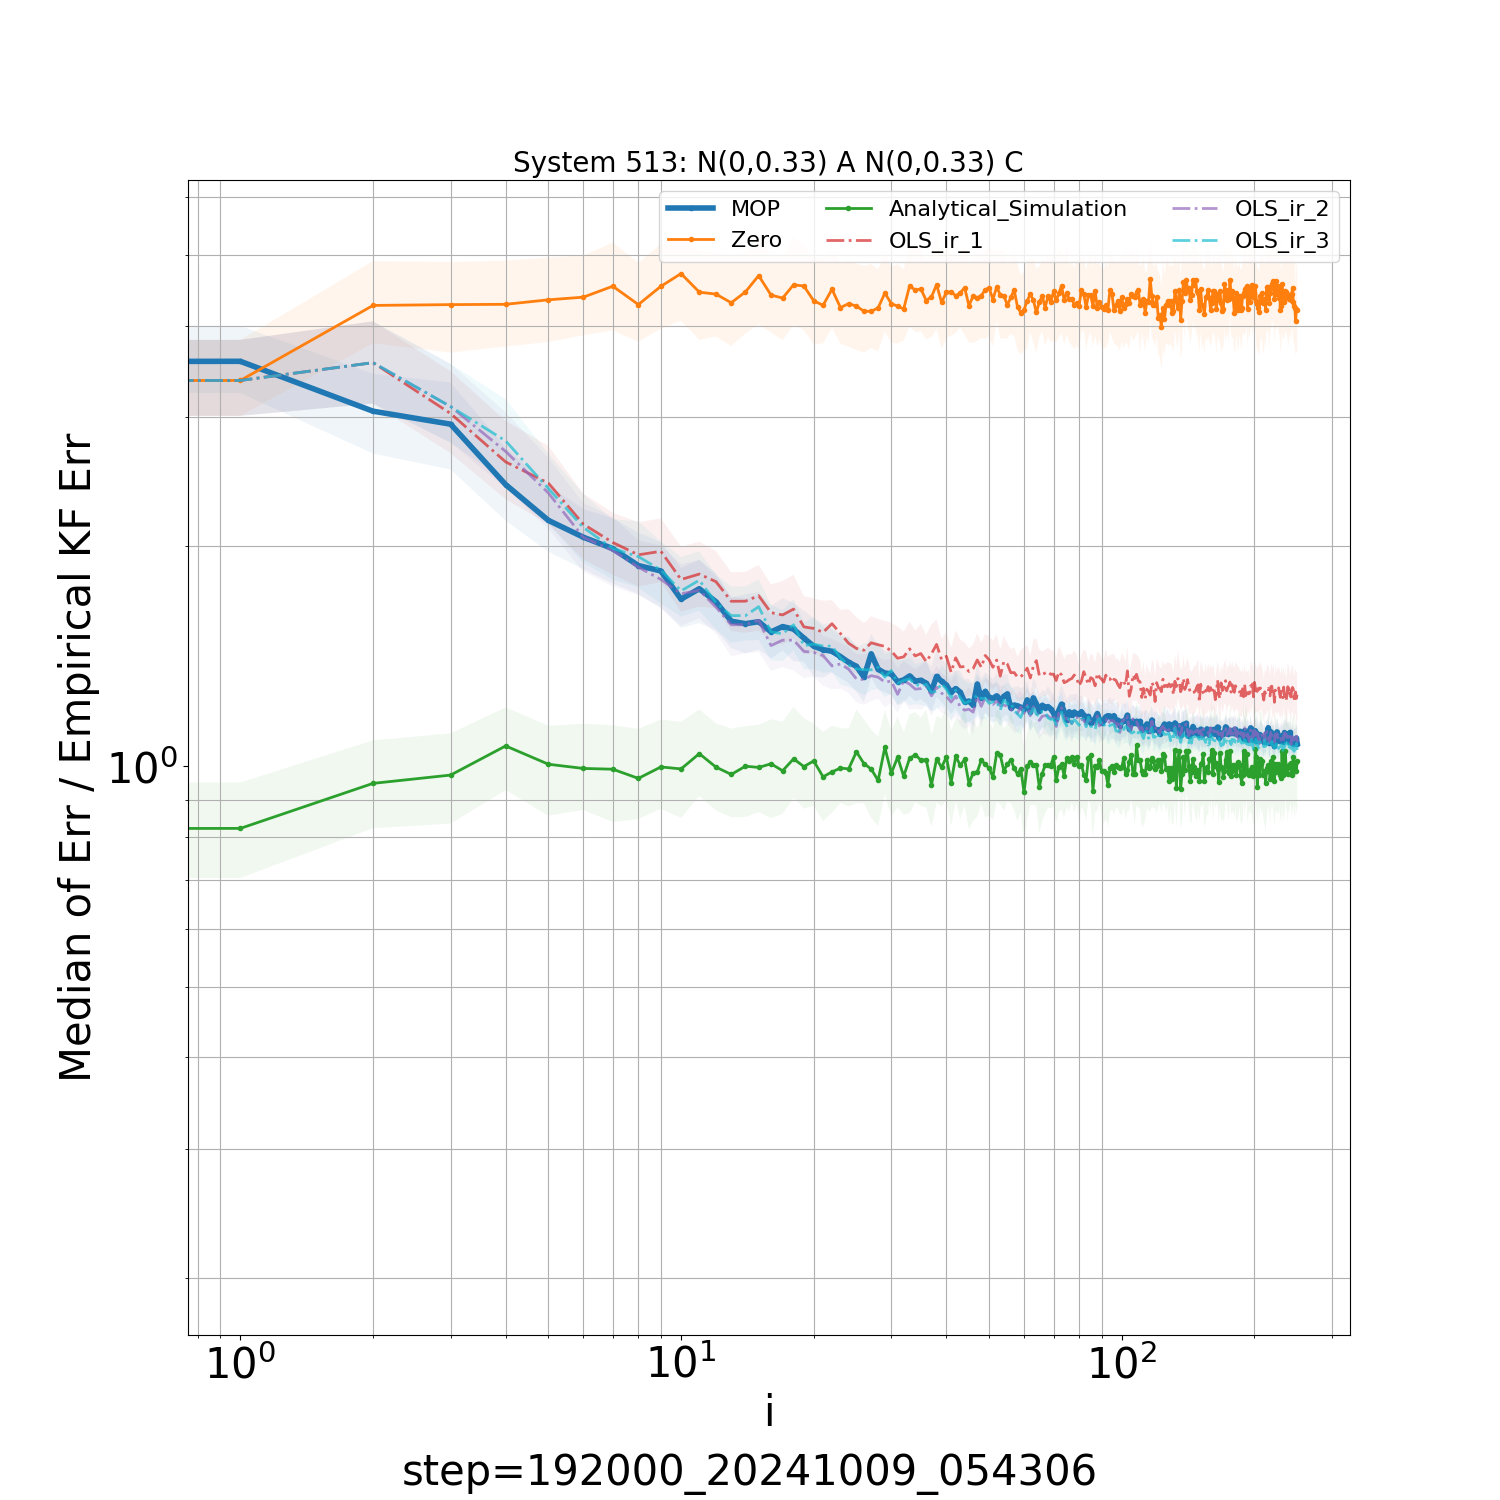 System 513: N(0,0.33) A N(0,0.33) C
MOP
Zero
Analytical_Simulation
OLS_ir_1
OLS_ir_2
OLS_ir_3
Median of Err / Empirical KF Err
10⁰
10⁰ 10¹ 10²
i
step=192000_20241009_054306